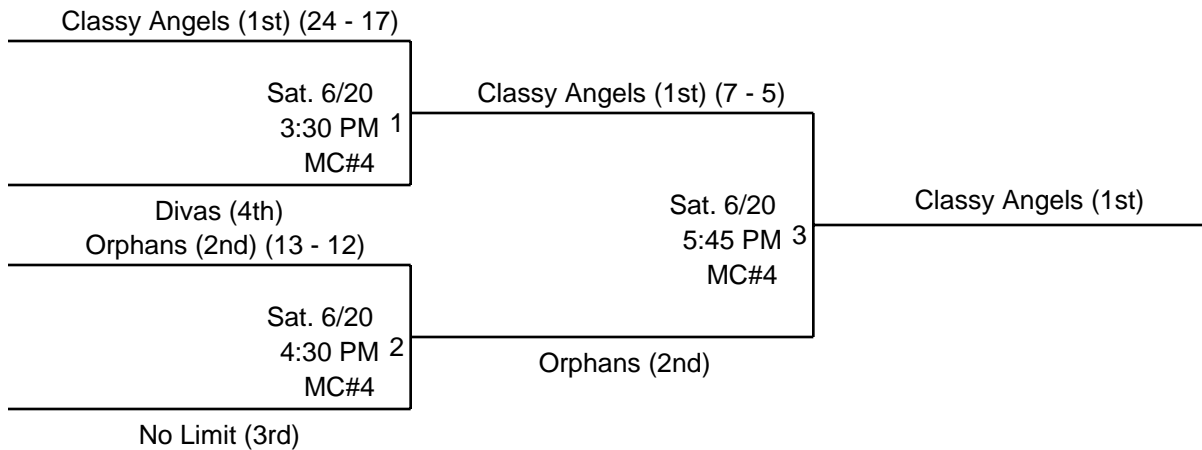 Classy Angels (1st) (24 - 17)
Sat. 6/20
3:30 PM 1
MC#4
Divas (4th)
Orphans (2nd) (13 - 12)
Sat. 6/20
4:30 PM 2
MC#4
No Limit (3rd)
Classy Angels (1st) (7 - 5)
Sat. 6/20
5:45 PM 3
MC#4
Orphans (2nd)
Classy Angels (1st)